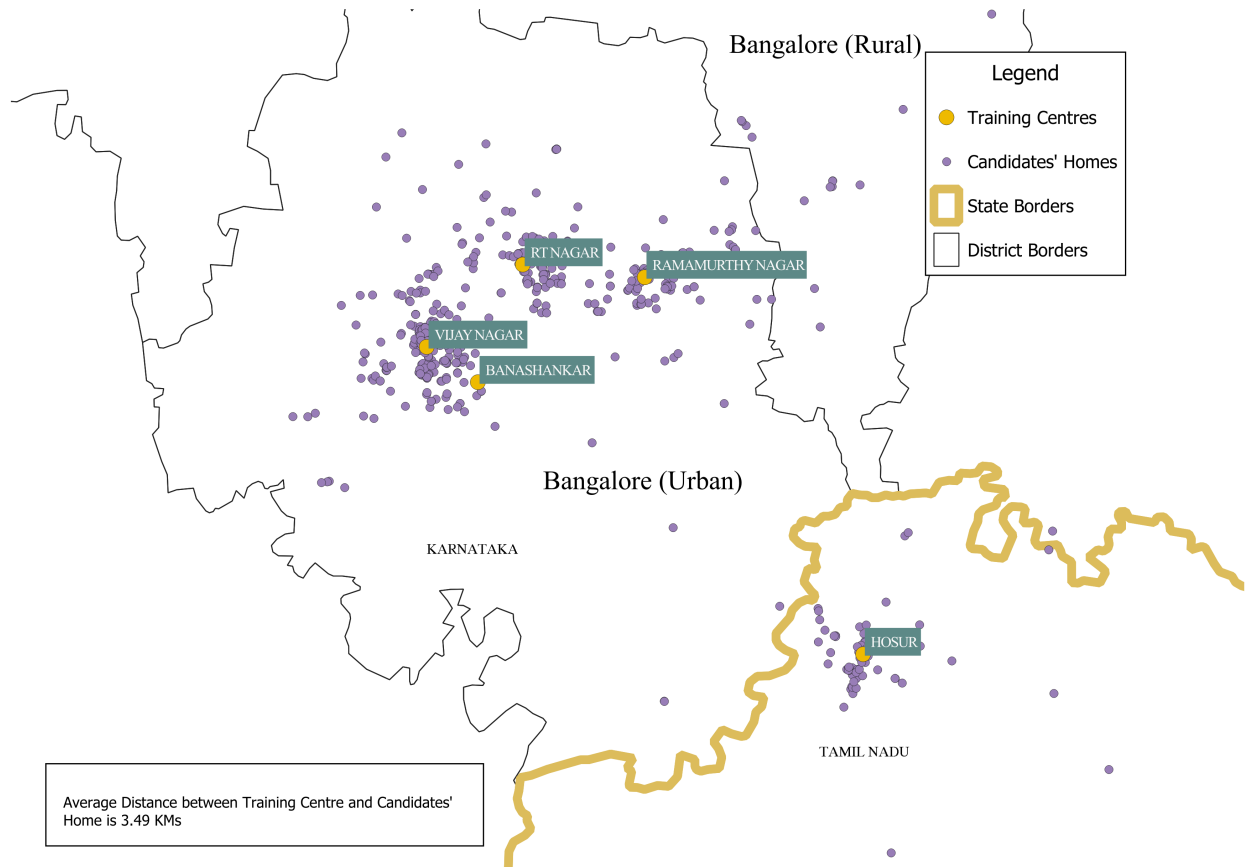 Bangalore (Rural)
Legend
Training Centres
Candidates' Homes
State Borders
District Borders
RT NAGAR
RAMAMURTHY NAGAR
VIJAY NAGAR
BANASHANKAR
Bangalore (Urban)
KARNATAKA
HOSUR
TAMIL NADU
Average Distance between Training Centre and Candidates'
Home is 3.49 KMs